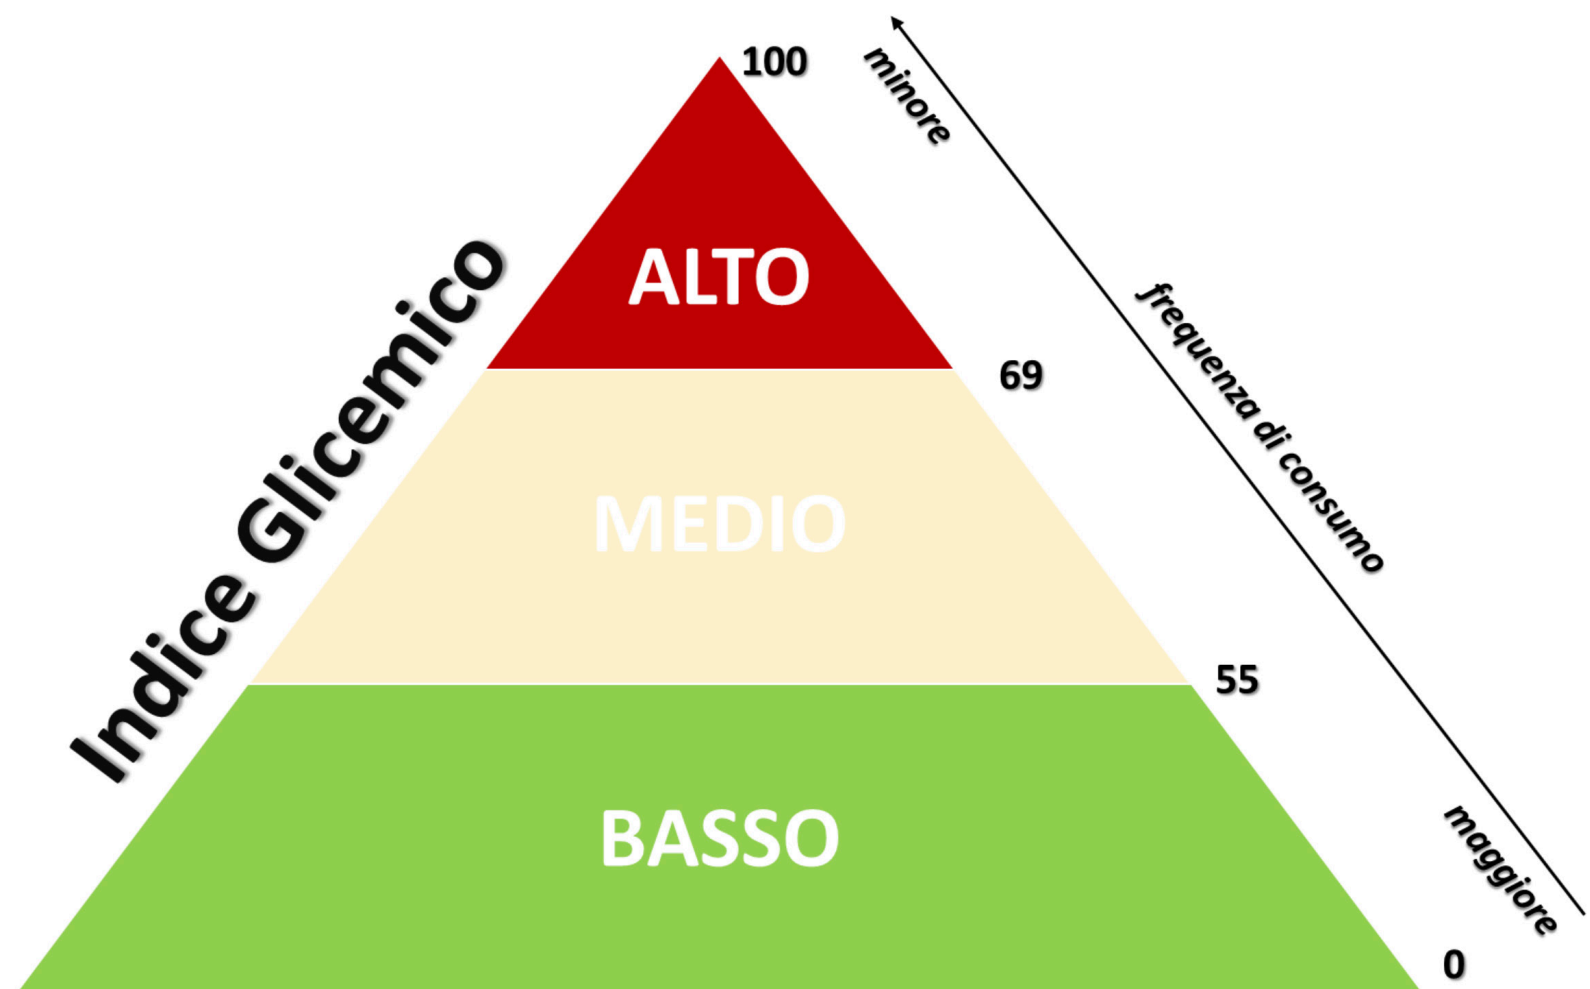 100
minore
ALTO
Indice Glicemico
69
frequenza di consumo
MEDIO
55
BASSO
maggiore
0